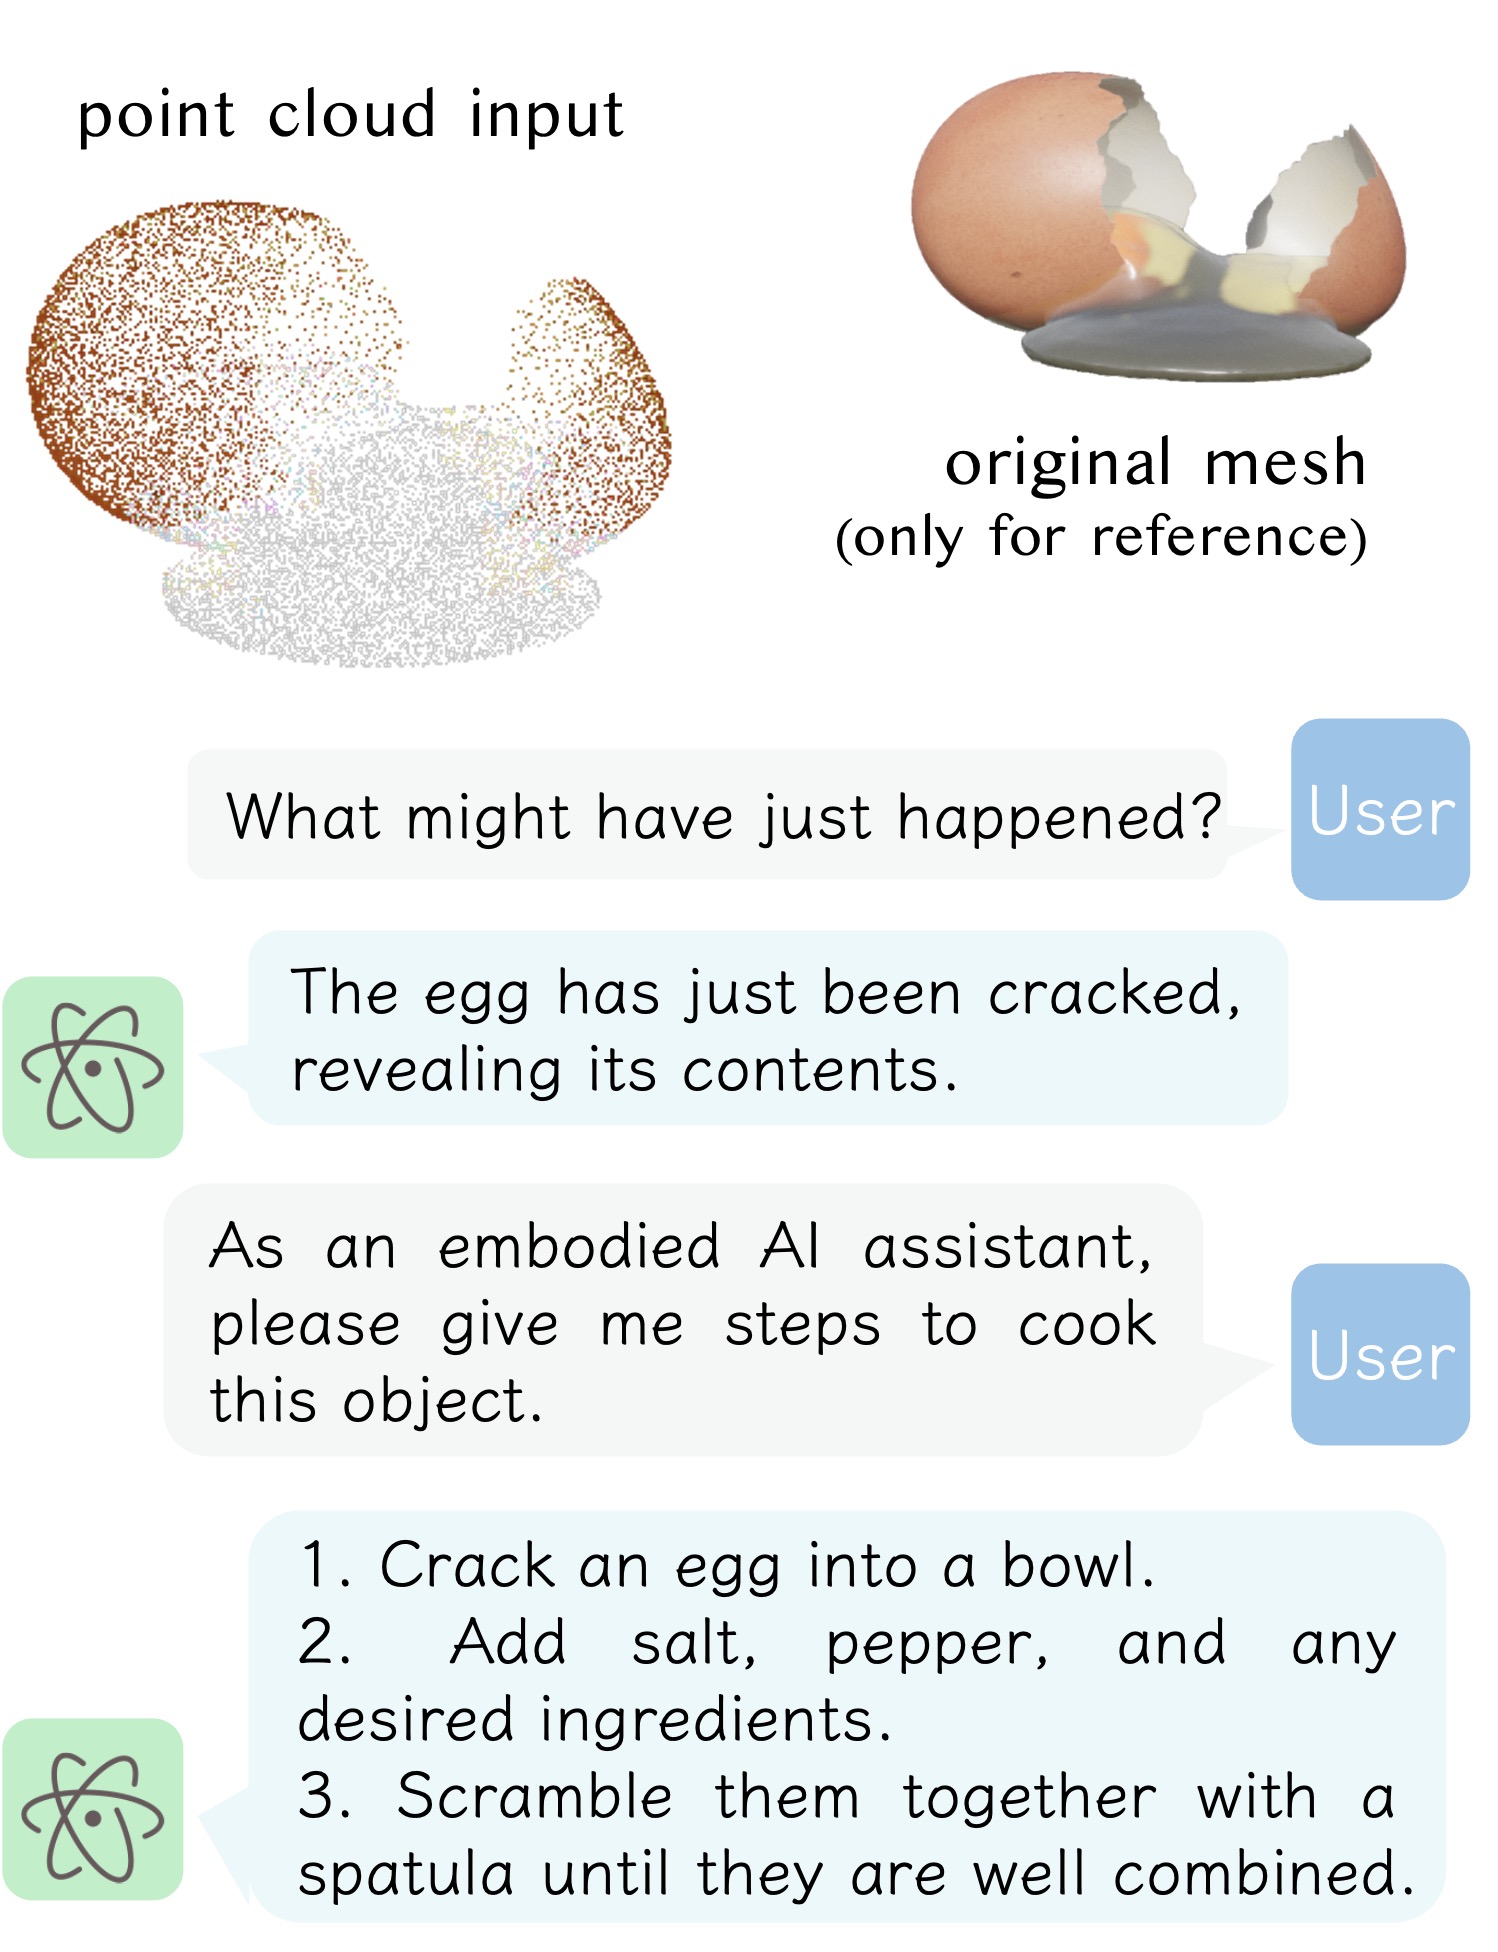 point cloud input
original mesh
(only for reference)
What might have just happened?
User
The egg has just been cracked,
revealing its contents.
As an embodied AI assistant,
please give me steps to cook
this object.
User
1. Crack an egg into a bowl.
2. Add salt, pepper, and any
desired ingredients.
3. Scramble them together with a
spatula until they are well combined.